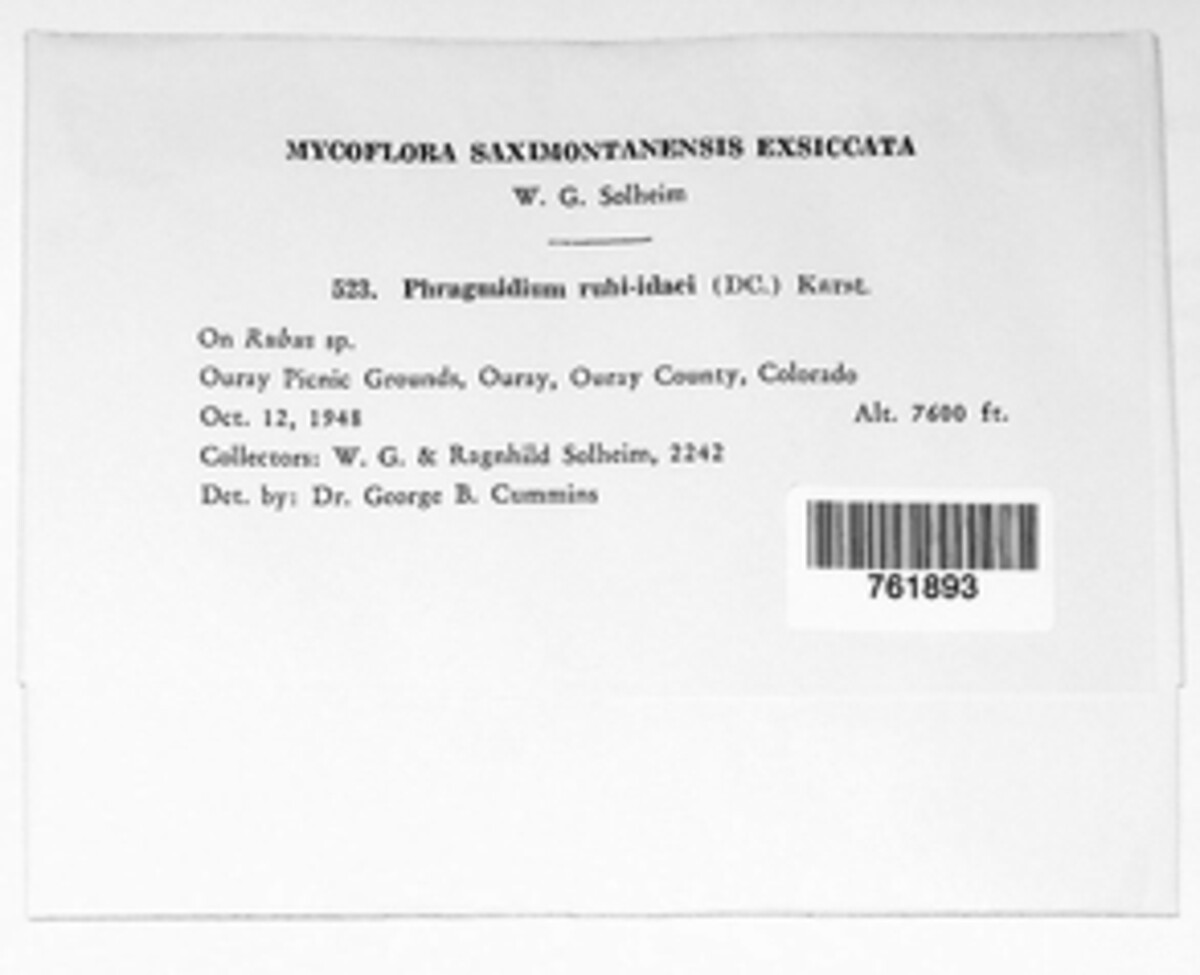 MYCOFLORA SAXIMONTANENSIS EXSICCATA
W. G. Solheim
523. Phragmidium rubi-idaei (DC.) Karst.
On Rubus sp.
Ouray Picnic Grounds, Ouray, Ouray County, Colorado
Oct. 12, 1948 Alt. 7600 ft.
Collectors: W. G. & Ragnhild Solheim, 2242
Det. by: Dr. George B. Cummins
761893